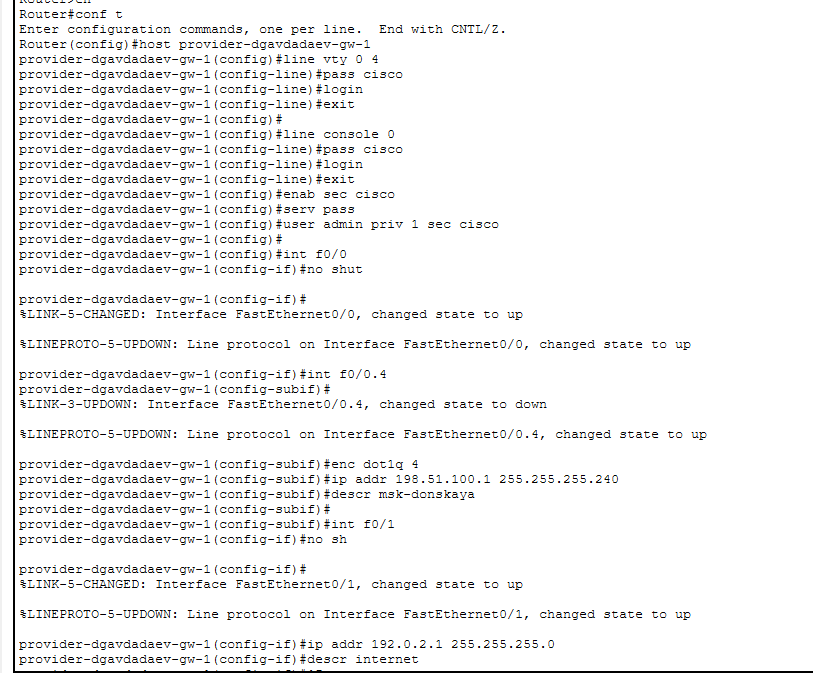 Router#conf t
Enter configuration commands, one per line.  End with CNTL/Z.
Router(config)#host provider-dgavdadaev-gw-1
provider-dgavdadaev-gw-1(config)#line vty 0 4
provider-dgavdadaev-gw-1(config-line)#pass cisco
provider-dgavdadaev-gw-1(config-line)#login
provider-dgavdadaev-gw-1(config-line)#exit
provider-dgavdadaev-gw-1(config)#
provider-dgavdadaev-gw-1(config)#line console 0
provider-dgavdadaev-gw-1(config-line)#pass cisco
provider-dgavdadaev-gw-1(config-line)#login
provider-dgavdadaev-gw-1(config-line)#exit
provider-dgavdadaev-gw-1(config)#enab sec cisco
provider-dgavdadaev-gw-1(config)#serv pass
provider-dgavdadaev-gw-1(config)#user admin priv 1 sec cisco
provider-dgavdadaev-gw-1(config)#
provider-dgavdadaev-gw-1(config)#int f0/0
provider-dgavdadaev-gw-1(config-if)#no shut
provider-dgavdadaev-gw-1(config-if)#
%LINK-5-CHANGED: Interface FastEthernet0/0, changed state to up
%LINEPROTO-5-UPDOWN: Line protocol on Interface FastEthernet0/0, changed state to up
provider-dgavdadaev-gw-1(config-if)#int f0/0.4
provider-dgavdadaev-gw-1(config-subif)#
%LINK-3-UPDOWN: Interface FastEthernet0/0.4, changed state to down
%LINEPROTO-5-UPDOWN: Line protocol on Interface FastEthernet0/0.4, changed state to up
provider-dgavdadaev-gw-1(config-subif)#enc dot1q 4
provider-dgavdadaev-gw-1(config-subif)#ip addr 198.51.100.1 255.255.255.240
provider-dgavdadaev-gw-1(config-subif)#descr msk-donskaya
provider-dgavdadaev-gw-1(config-subif)#
provider-dgavdadaev-gw-1(config-subif)#int f0/1
provider-dgavdadaev-gw-1(config-if)#no sh
provider-dgavdadaev-gw-1(config-if)#
%LINK-5-CHANGED: Interface FastEthernet0/1, changed state to up
%LINEPROTO-5-UPDOWN: Line protocol on Interface FastEthernet0/1, changed state to up
provider-dgavdadaev-gw-1(config-if)#ip addr 192.0.2.1 255.255.255.0
provider-dgavdadaev-gw-1(config-if)#descr internet